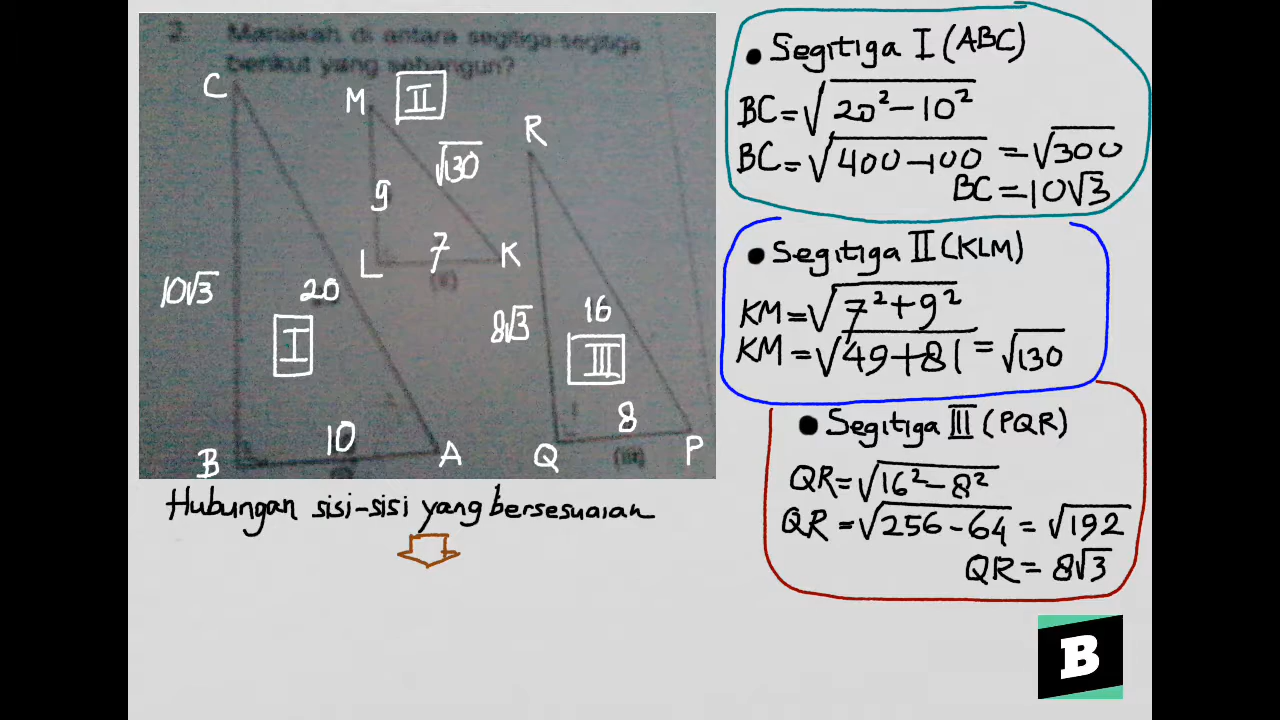 2. Manakah di antara segitiga-segitiga
berikut yang sebangun?
C
M
II
R
√130
9
7
L
K
(ii)
10√3
20
I
8√3
16
III
10
8
B
A
Q
P
(iii)
Hubungan sisi-sisi yang bersesuaian
• Segitiga I (ABC)
BC = √20² - 10²
BC = √400 - 100 = √300
BC = 10√3
• Segitiga II (KLM)
KM = √7² + 9²
KM = √49 + 81 = √130
• Segitiga III (PQR)
QR = √16² - 8²
QR = √256 - 64 = √192
QR = 8√3
B